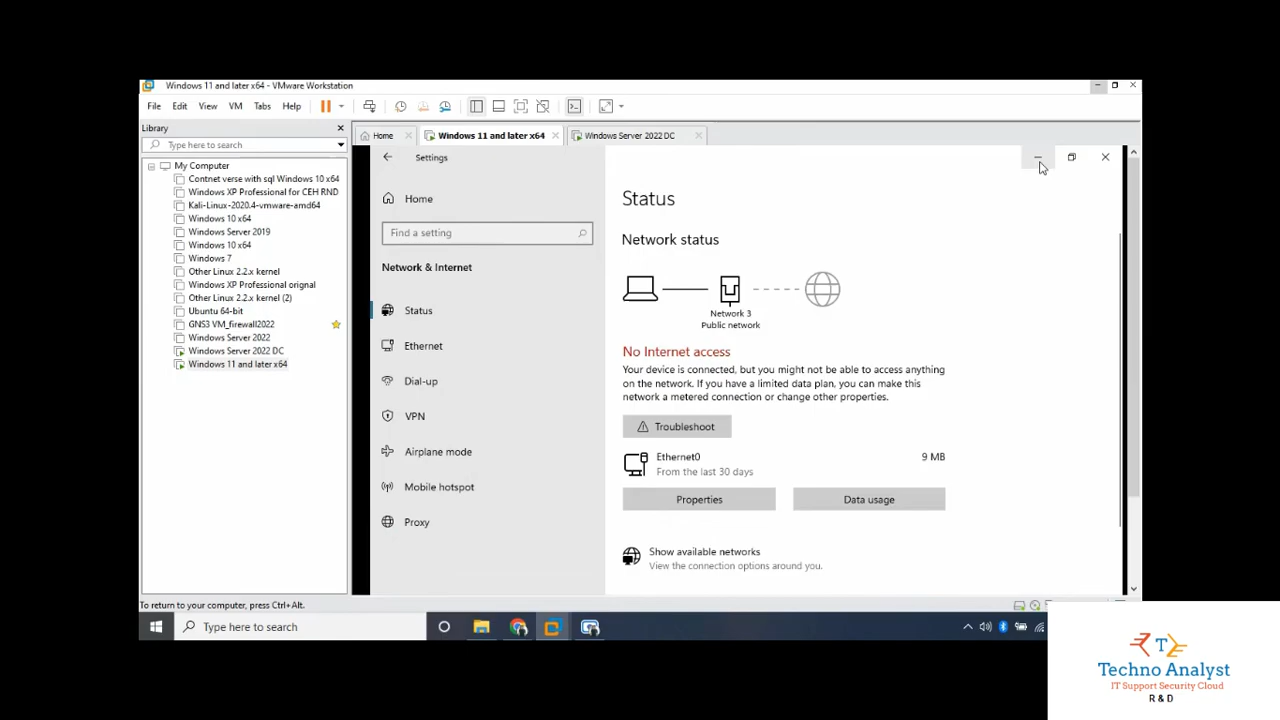 Windows 11 and later x64 - VMware Workstation
File Edit View VM Tabs Help
Library
Type here to search
My Computer
Contnet verse with sql Windows 10 x64
Windows XP Professional for CEH RND
Kali-Linux-2020.4-vmware-amd64
Windows 10 x64
Windows Server 2019
Windows 10 x64
Windows 7
Other Linux 2.2.x kernel
Windows XP Professional orignal
Other Linux 2.2.x kernel (2)
Ubuntu 64-bit
GNS3 VM_firewall2022
Windows Server 2022
Windows Server 2022 DC
Windows 11 and later x64
Home Windows 11 and later x64 Windows Server 2022 DC
Settings
Home
Find a setting
Network & Internet
Status
Ethernet
Dial-up
VPN
Airplane mode
Mobile hotspot
Proxy
Status
Network status
Network 3
Public network
No Internet access
Your device is connected, but you might not be able to access anything
on the network. If you have a limited data plan, you can make this
network a metered connection or change other properties.
Troubleshoot
Ethernet0 9 MB
From the last 30 days
Properties Data usage
Show available networks
View the connection options around you.
To return to your computer, press Ctrl+Alt.
Type here to search
T
Techno Analyst
IT Support Security Cloud
R & D